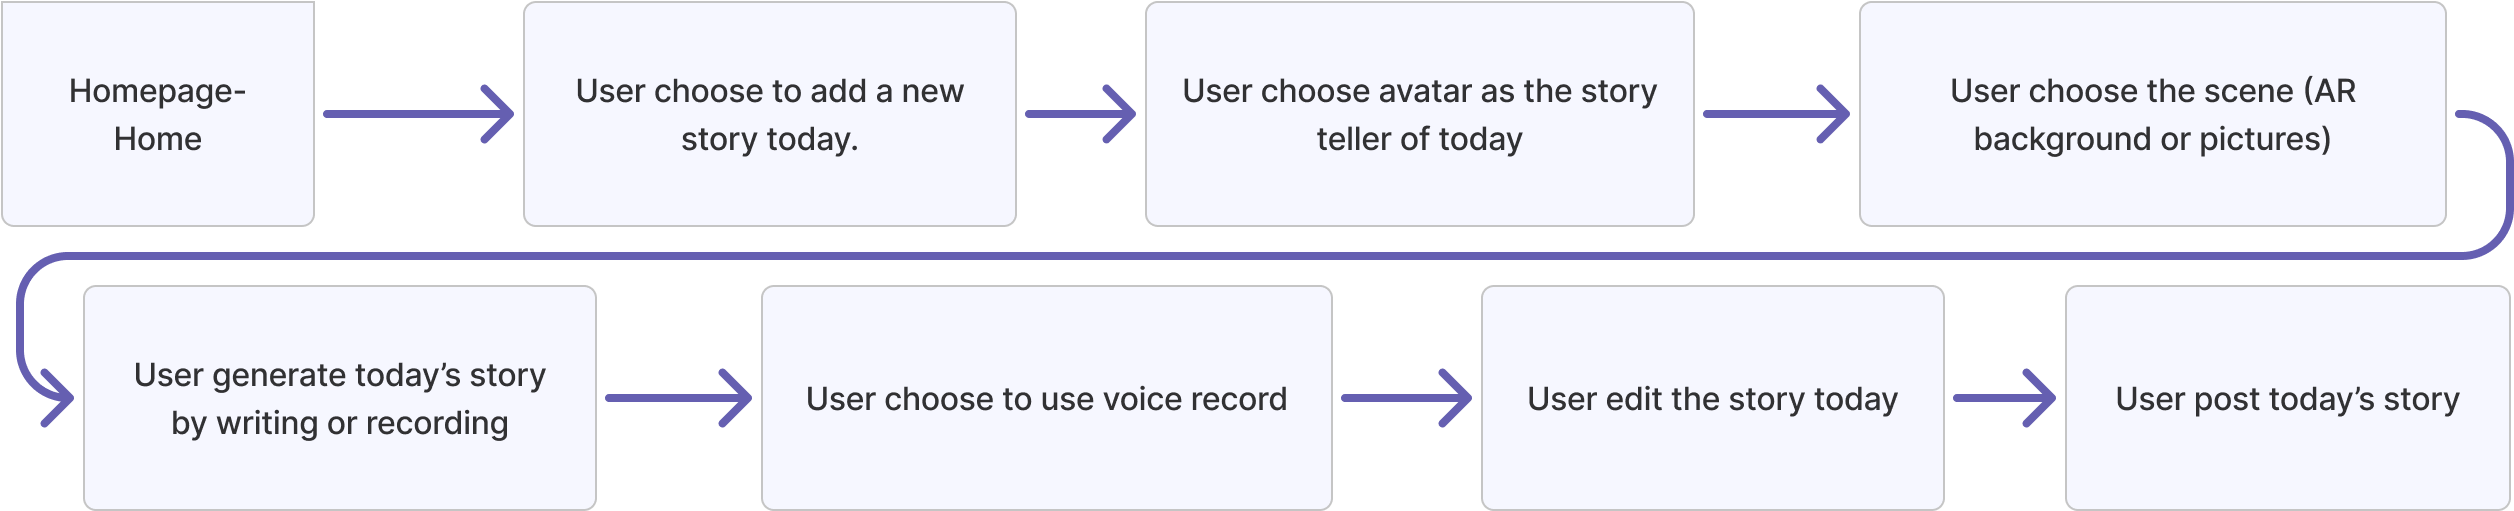 Homepage-
Home
User choose to add a new
story today.
User choose avatar as the story
teller of today
User choose the scene (AR
background or pictures)
User generate today’s story
by writing or recording
User choose to use voice record
User edit the story today
User post today’s story